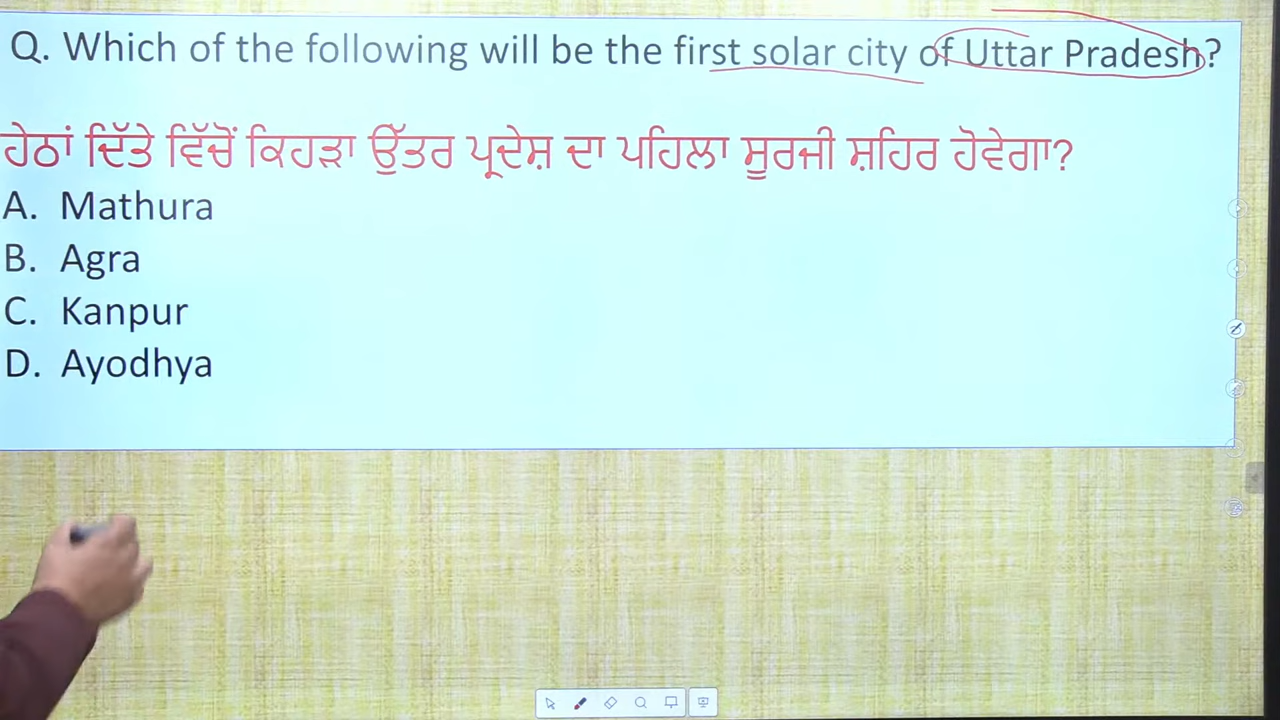 Q. Which of the following will be the first solar city of Uttar Pradesh?
ਹੇਠਾਂ ਦਿੱਤੇ ਵਿੱਚੋਂ ਕਿਹੜਾ ਉੱਤਰ ਪ੍ਰਦੇਸ਼ ਦਾ ਪਹਿਲਾ ਸੂਰਜੀ ਸ਼ਹਿਰ ਹੋਵੇਗਾ?
A. Mathura
B. Agra
C. Kanpur
D. Ayodhya